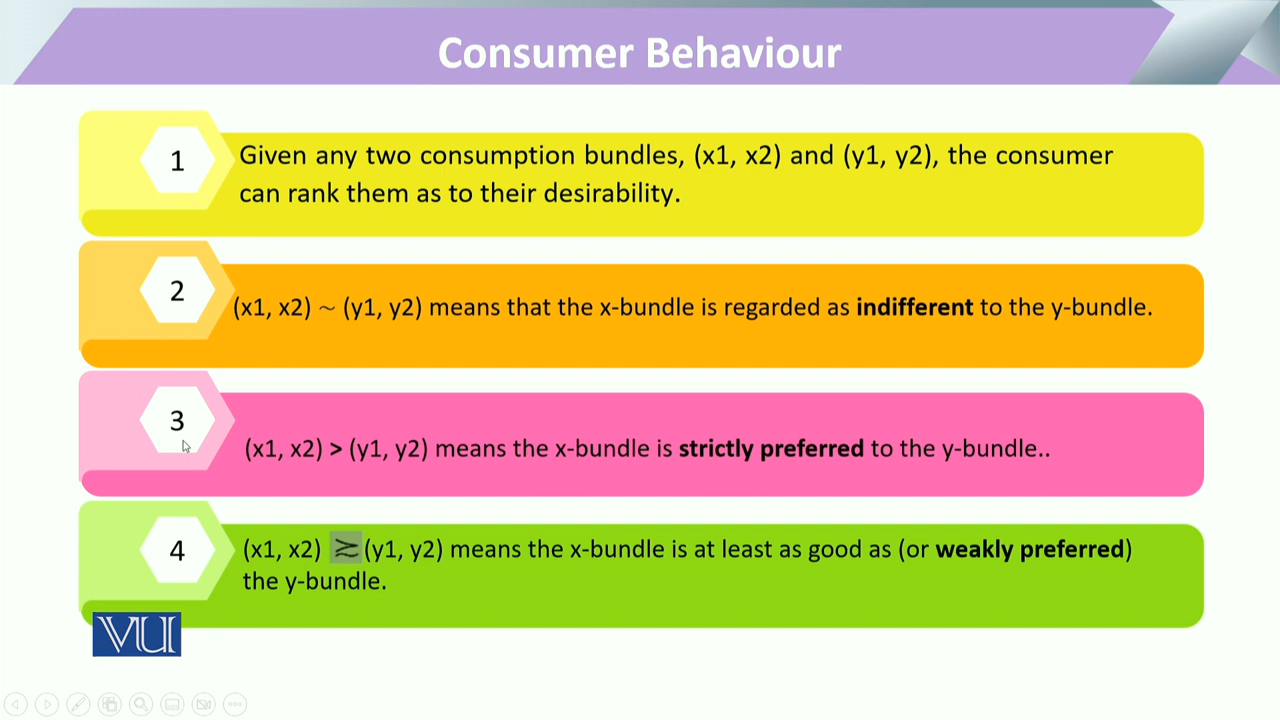 Consumer Behaviour
1
Given any two consumption bundles, (x1, x2) and (y1, y2), the consumer
can rank them as to their desirability.
2
(x1, x2) ~ (y1, y2) means that the x-bundle is regarded as indifferent to the y-bundle.
3
(x1, x2) > (y1, y2) means the x-bundle is strictly preferred to the y-bundle..
4
(x1, x2) ≿ (y1, y2) means the x-bundle is at least as good as (or weakly preferred)
the y-bundle.
VU